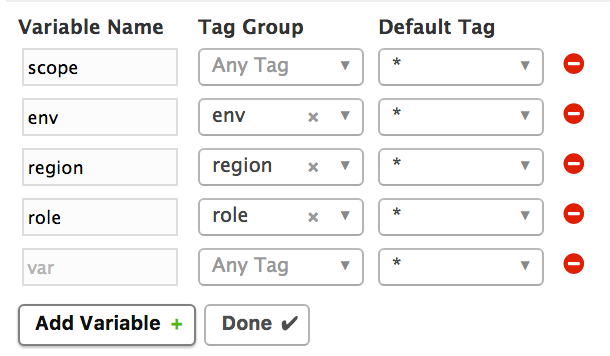 Variable Name Tag Group Default Tag
scope Any Tag *
env env × *
region region × *
role role × *
var Any Tag *
Add Variable + Done ✔